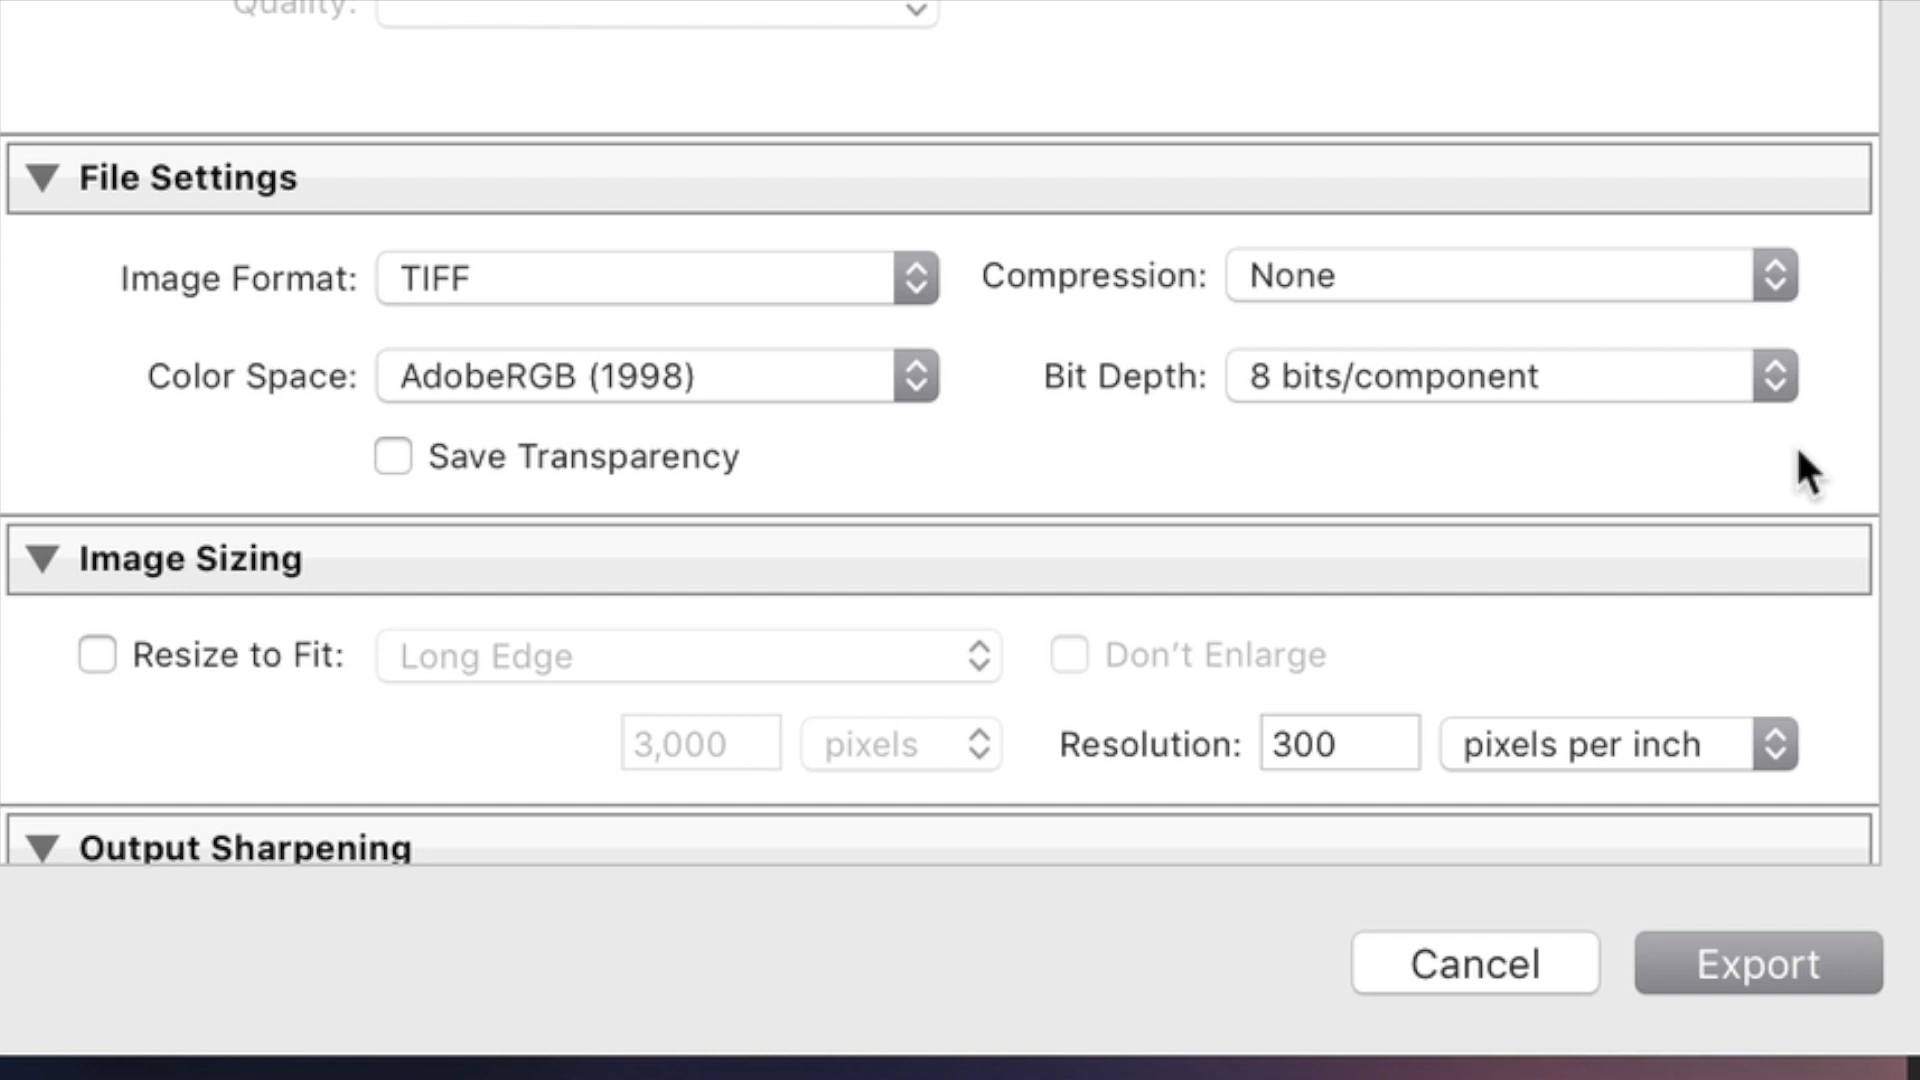 Quality:
File Settings
Image Format: TIFF Compression: None
Color Space: AdobeRGB (1998) Bit Depth: 8 bits/component
Save Transparency
Image Sizing
Resize to Fit: Long Edge Don't Enlarge
3,000 pixels Resolution: 300 pixels per inch
Output Sharpening
Cancel Export